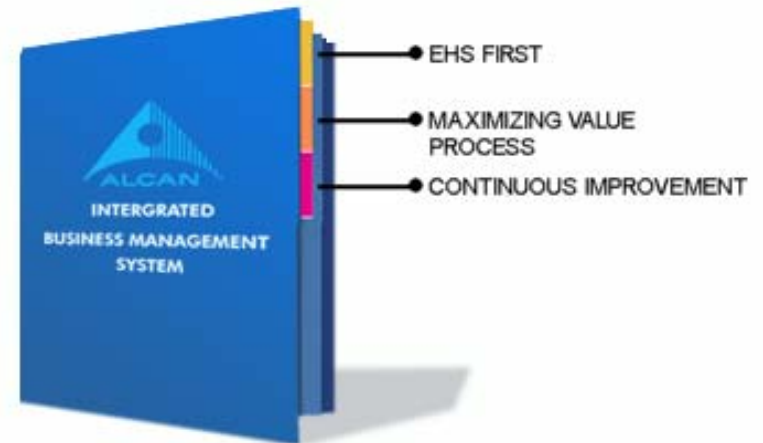 EHS FIRST
MAXIMIZING VALUE
PROCESS
CONTINUOUS IMPROVEMENT
ALCAN
INTERGRATED
BUSINESS MANAGEMENT
SYSTEM